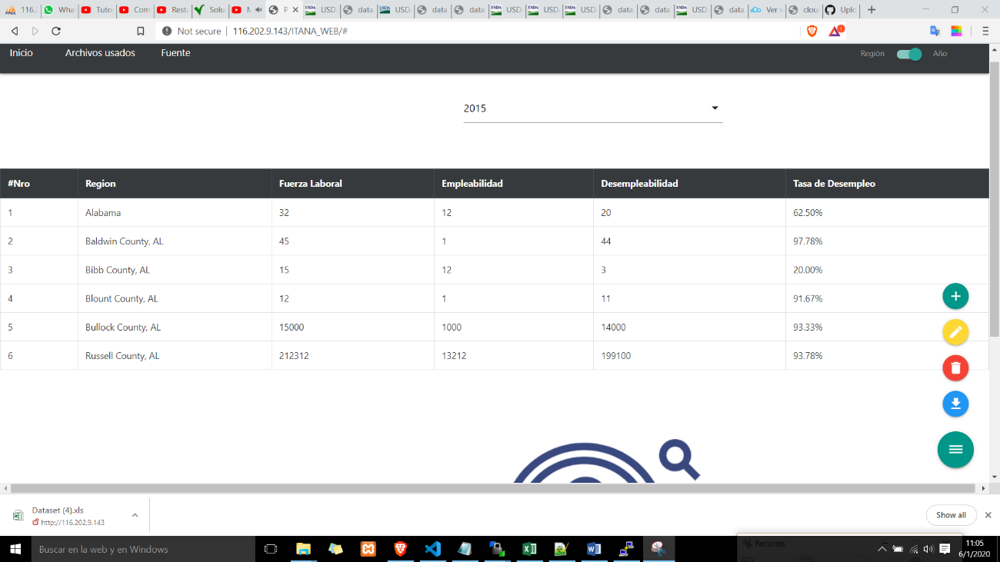 116.2
Wha
Tuto
Com
Rest
Solu
USD
data
USD
data
data
USD
USD
USD
data
data
USD
data
Ver v
clou
Uplo
Not secure | 116.202.9.143/ITANA_WEB/#
Inicio Archivos usados Fuente Región Año
2015
#Nro Region Fuerza Laboral Empleabilidad Desempleabilidad Tasa de Desempleo
1 Alabama 32 12 20 62.50%
2 Baldwin County, AL 45 1 44 97.78%
3 Bibb County, AL 15 12 3 20.00%
4 Blount County, AL 12 1 11 91.67%
5 Bullock County, AL 15000 1000 14000 93.33%
6 Russell County, AL 212312 13212 199100 93.78%
Dataset (4).xls
http://116.202.9.143
Show all
Buscar en la web y en Windows
Recortes
11:05
6/1/2020